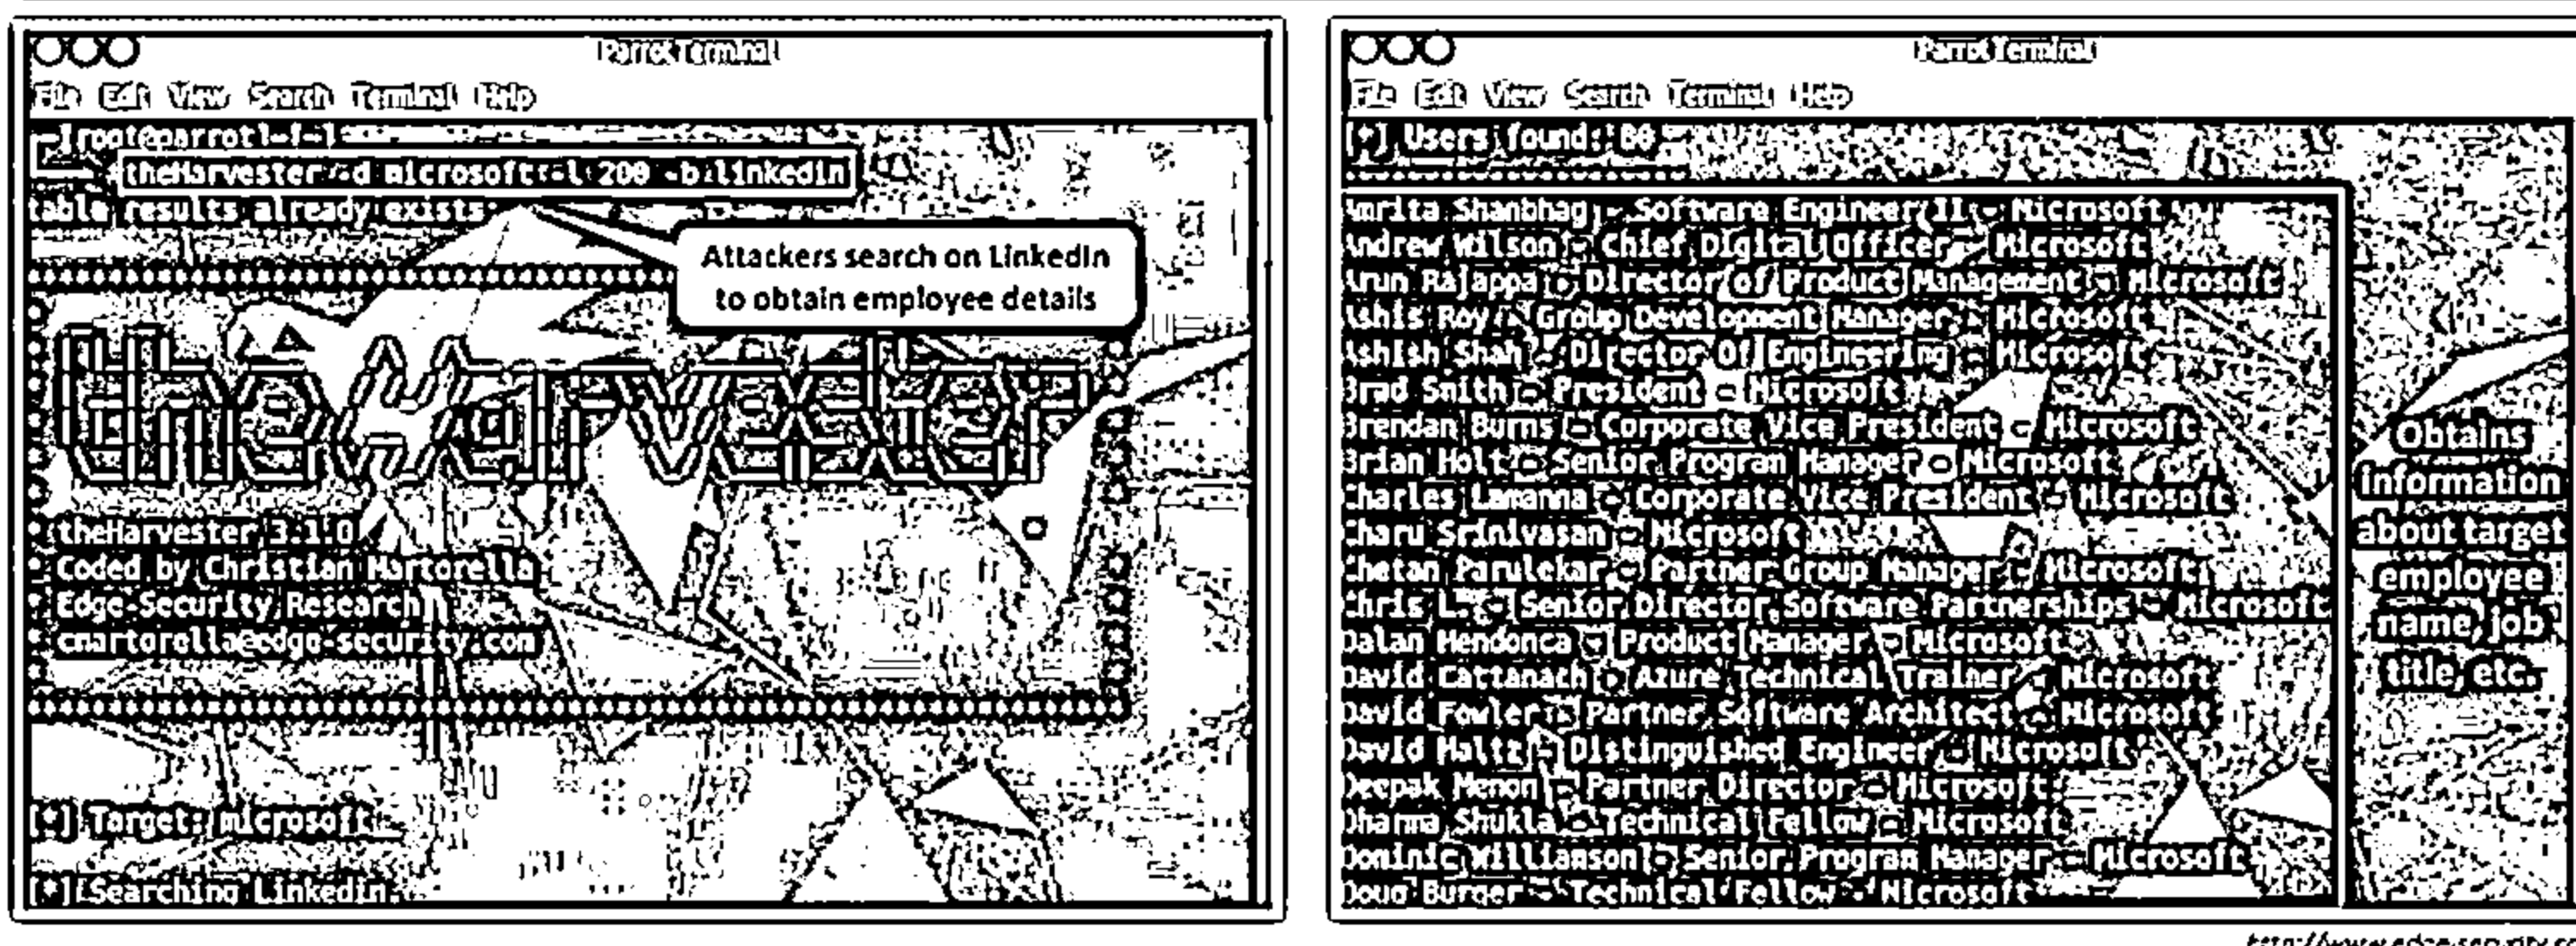 Parrot Terminal
File Edit View Search Terminal Help
[root@parrot]-[~]
theHarvester -d microsoft -l 200 -b linkedin
table results already exists
Attackers search on LinkedIn
to obtain employee details
theHarvester
theHarvester 3.1.0
Coded by Christian Martorella
Edge-Security Research
cmartorella@edge-security.com
[*] Target: microsoft
[*] Searching Linkedin.
Parrot Terminal
File Edit View Search Terminal Help
[*] Users found: 80
Amrita Shanbhag - Software Engineer II - Microsoft
Andrew Wilson - Chief Digital Officer - Microsoft
Arun Rajappa - Director of Product Management - Microsoft
Ashis Roy - Group Development Manager - Microsoft
Ashish Shah - Director Of Engineering - Microsoft
Brad Smith - President - Microsoft
Brendan Burns - Corporate Vice President - Microsoft
Brian Holt - Senior Program Manager - Microsoft
Charles Lamanna - Corporate Vice President - Microsoft
Charu Srinivasan - Microsoft
Chetan Parulekar - Partner Group Manager - Microsoft
Chris L. - Senior Director, Software Partnerships - Microsoft
Dalan Mendonca - Product Manager - Microsoft
David Cattanach - Azure Technical Trainer - Microsoft
David Fowler - Partner Software Architect - Microsoft
David Maltz - Distinguished Engineer - Microsoft
Deepak Menon - Partner Director - Microsoft
Dharma Shukla - Technical Fellow - Microsoft
Dominic Williamson - Senior Program Manager - Microsoft
Doug Burger - Technical Fellow - Microsoft
Obtains
information
about target
employee
name, job
title, etc.